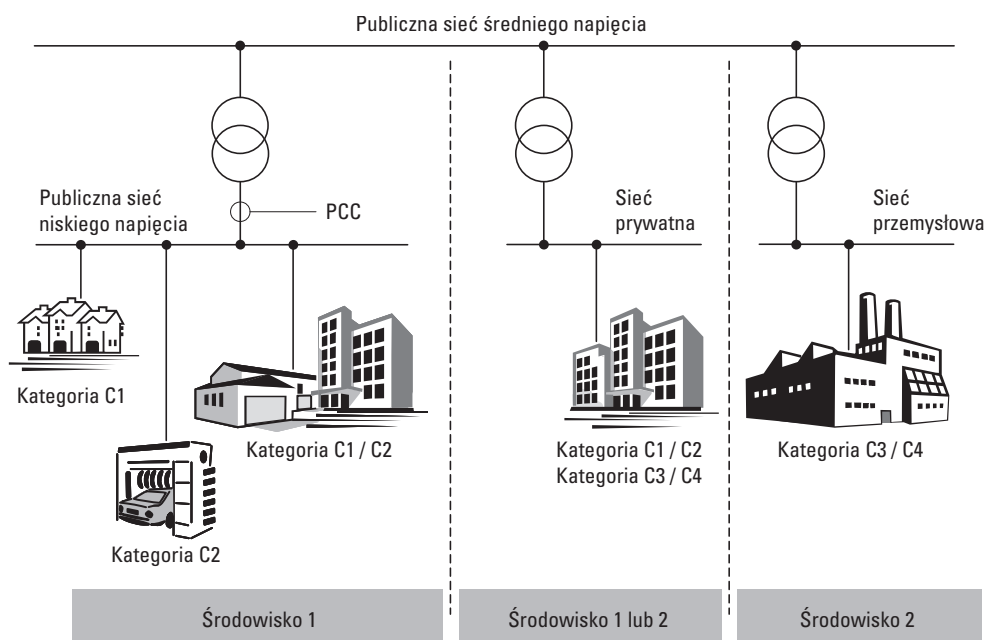 Publiczna sieć średniego napięcia
Publiczna sieć
niskiego napięcia
PCC
Sieć
prywatna
Sieć
przemysłowa
Kategoria C1
Kategoria C1 / C2
Kategoria C2
Kategoria C1 / C2
Kategoria C3 / C4
Kategoria C3 / C4
Środowisko 1
Środowisko 1 lub 2
Środowisko 2